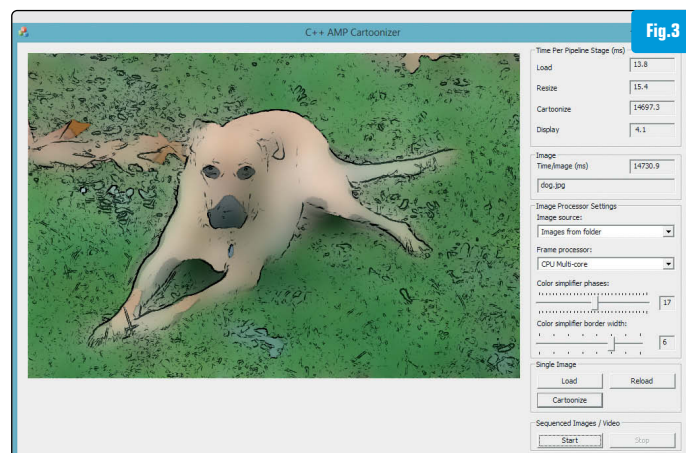 Fig.3
C++ AMP Cartoonizer
Time Per Pipeline Stage (ms)
Load 13.8
Resize 15.4
Cartoonize 14697.3
Display 4.1
Image
Time/image (ms) 14730.9
dog.jpg
Image Processor Settings
Image source:
Images from folder
Frame processor:
CPU Multi-core
Color simplifier phases:
17
Color simplifier border width:
6
Single Image
Load Reload
Cartoonize
Sequenced Images / Video
Start Stop